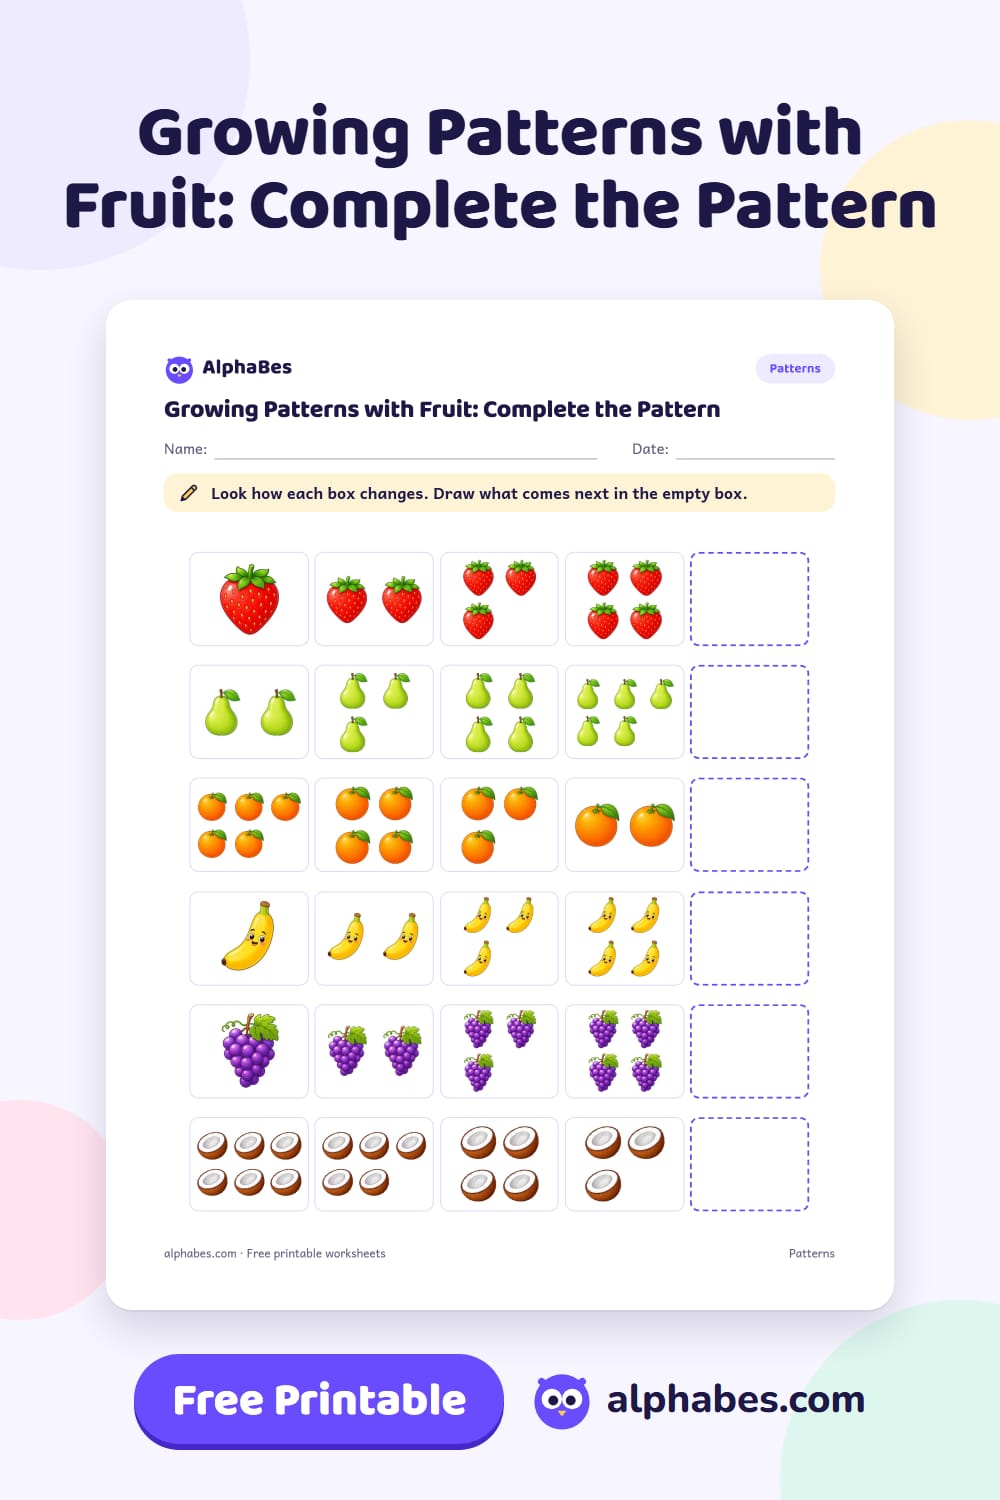 Growing Patterns with
Fruit: Complete the Pattern
AlphaBes
Patterns
Growing Patterns with Fruit: Complete the Pattern
Name:
Date:
Look how each box changes. Draw what comes next in the empty box.
alphabes.com · Free printable worksheets
Patterns
Free Printable
alphabes.com